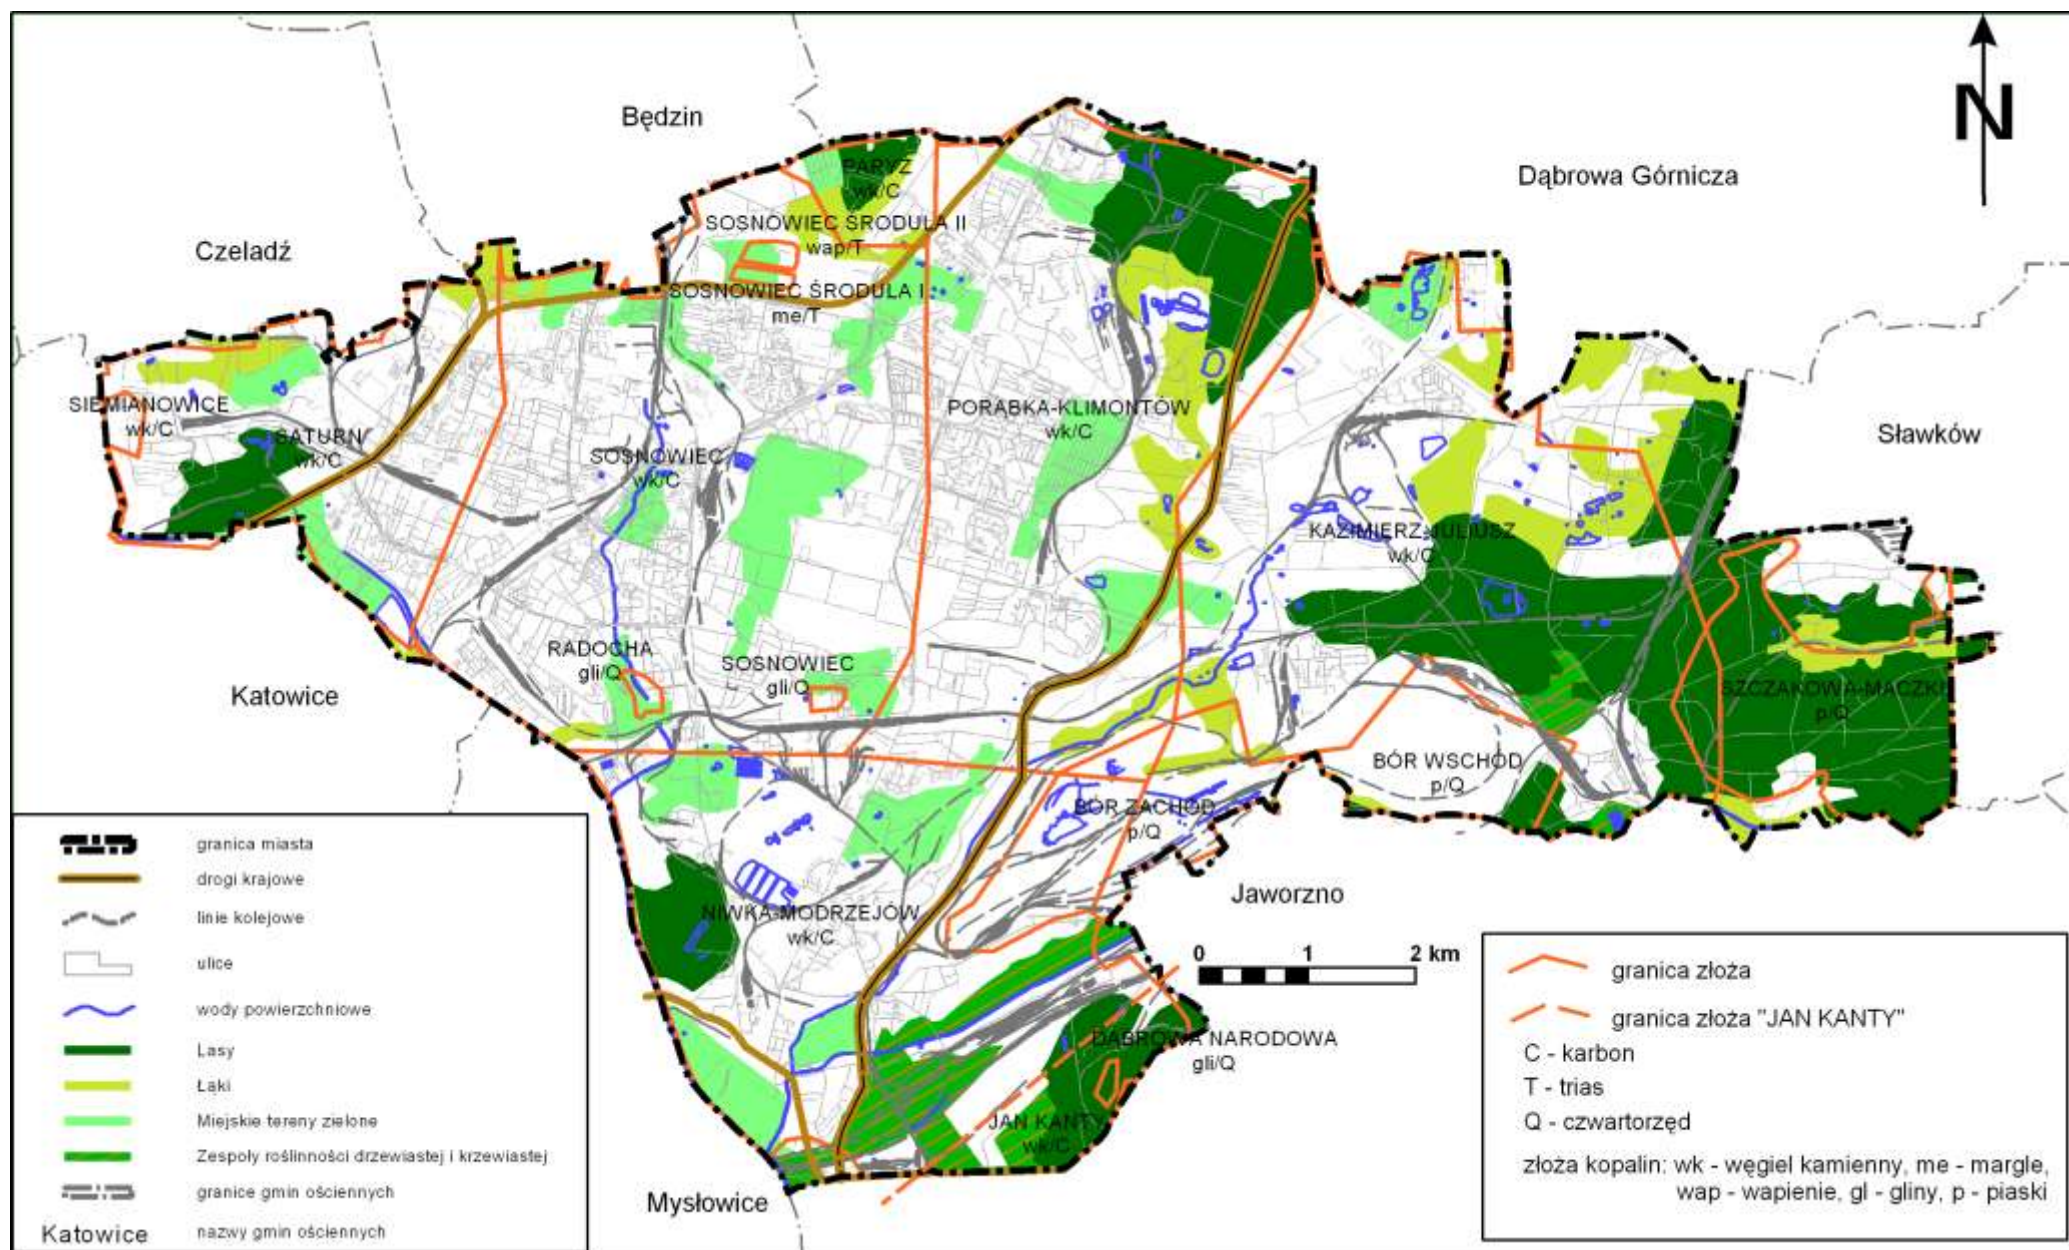 Będzin
N
Dąbrowa Górnicza
Czeladź
PARYŻ
wk/C
SOSNOWIEC ŚRODULA II
wap/T
SOSNOWIEC ŚRODULA I
me/T
SIEMIANOWICE
wk/C
SATURN
wk/C
PORĄBKA-KLIMONTÓW
wk/C
Sławków
SOSNOWIEC
wk/C
KAZIMIERZ-JULIUSZ
wk/C
RADOCHA
gli/Q
SOSNOWIEC
gli/Q
Katowice
SZCZAKOWA-MACZKI
p/Q
BÓR WSCHÓD
p/Q
BÓR ZACHÓD
p/Q
Jaworzno
NIWKA-MODRZEJÓW
wk/C
0 1 2 km
DĄBROWA NARODOWA
gli/Q
JAN KANTY
wk/C
Mysłowice
granica miasta
drogi krajowe
linie kolejowe
ulice
wody powierzchniowe
Lasy
Łąki
Miejskie tereny zielone
Zespoły roślinności drzewiastej i krzewiastej
granice gmin ościennych
Katowice nazwy gmin ościennych
granica złoża
granica złoża "JAN KANTY"
C - karbon
T - trias
Q - czwartorzęd
złoża kopalin: wk - węgiel kamienny, me - margle,
wap - wapienie, gl - gliny, p - piaski